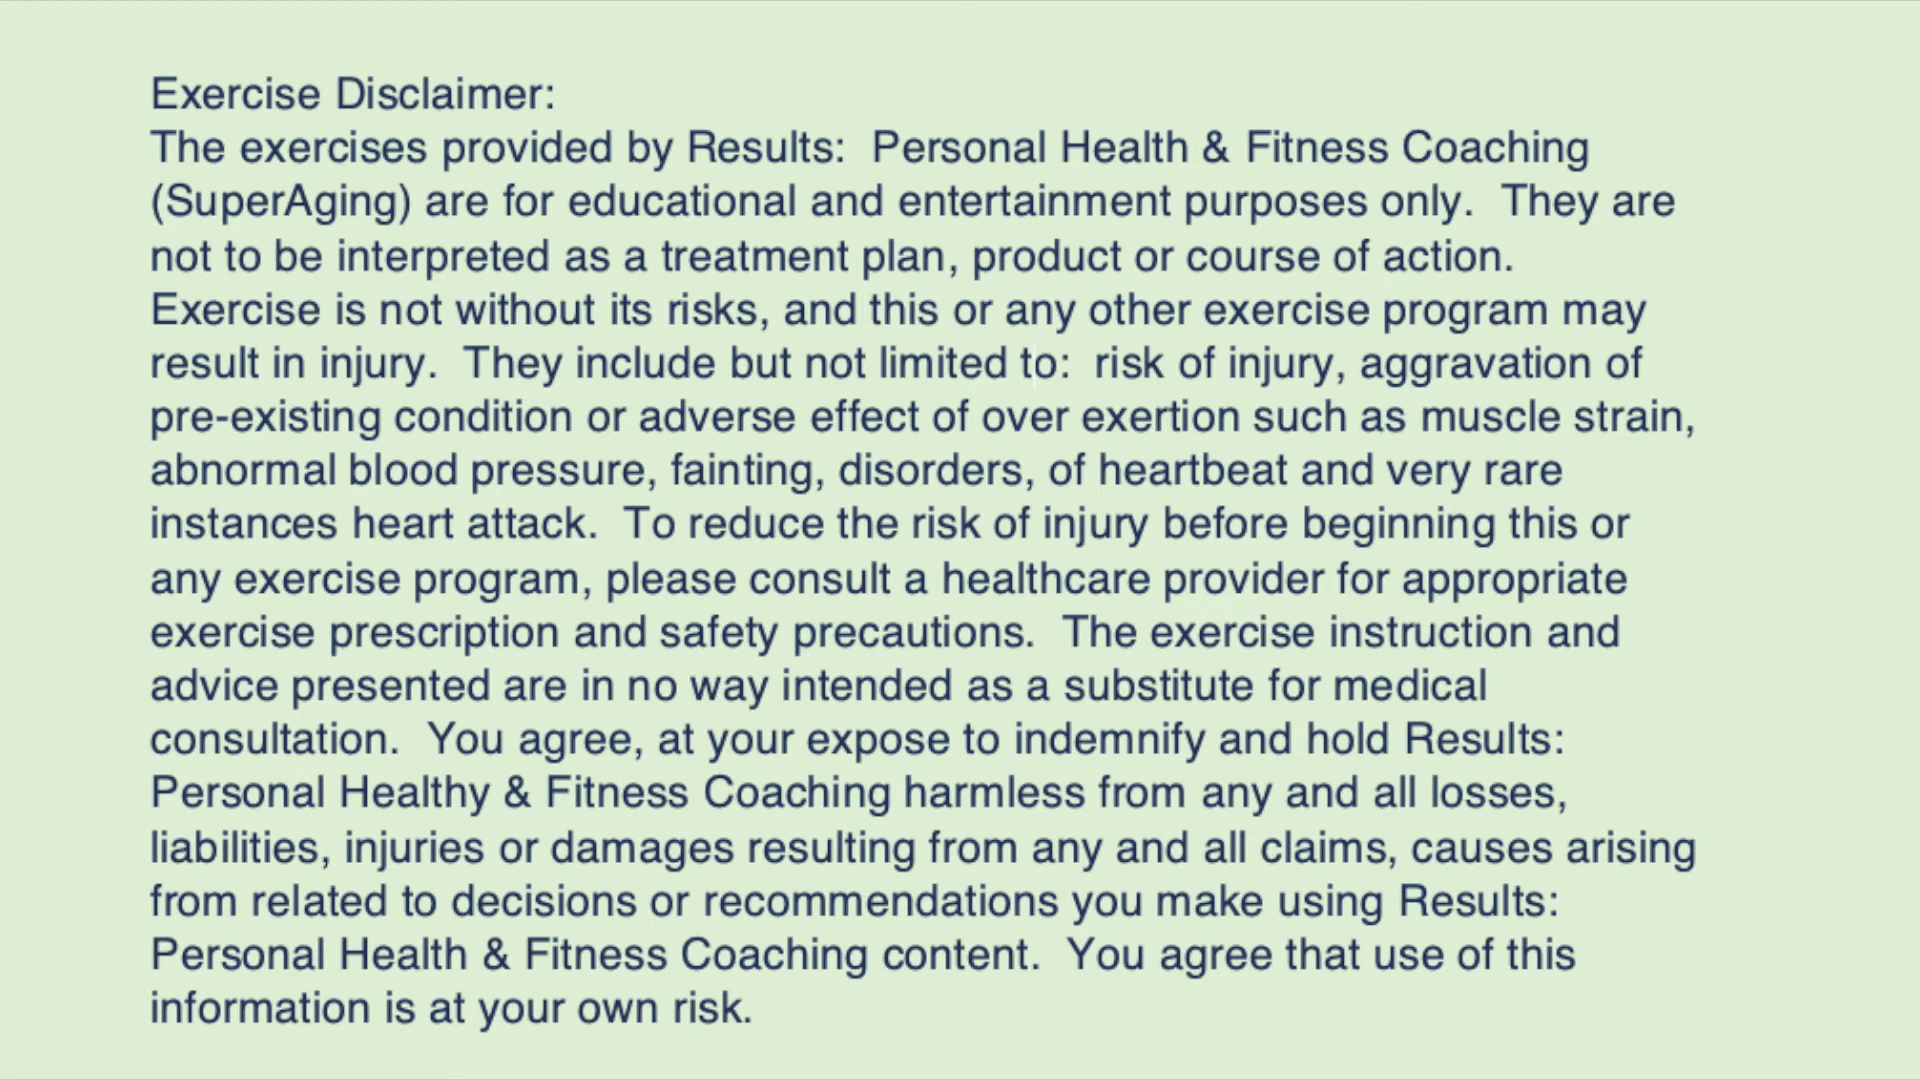 Exercise Disclaimer:
The exercises provided by Results:  Personal Health & Fitness Coaching
(SuperAging) are for educational and entertainment purposes only.  They are
not to be interpreted as a treatment plan, product or course of action.
Exercise is not without its risks, and this or any other exercise program may
result in injury.  They include but not limited to:  risk of injury, aggravation of
pre-existing condition or adverse effect of over exertion such as muscle strain,
abnormal blood pressure, fainting, disorders, of heartbeat and very rare
instances heart attack.  To reduce the risk of injury before beginning this or
any exercise program, please consult a healthcare provider for appropriate
exercise prescription and safety precautions.  The exercise instruction and
advice presented are in no way intended as a substitute for medical
consultation.  You agree, at your expose to indemnify and hold Results:
Personal Healthy & Fitness Coaching harmless from any and all losses,
liabilities, injuries or damages resulting from any and all claims, causes arising
from related to decisions or recommendations you make using Results:
Personal Health & Fitness Coaching content.  You agree that use of this
information is at your own risk.